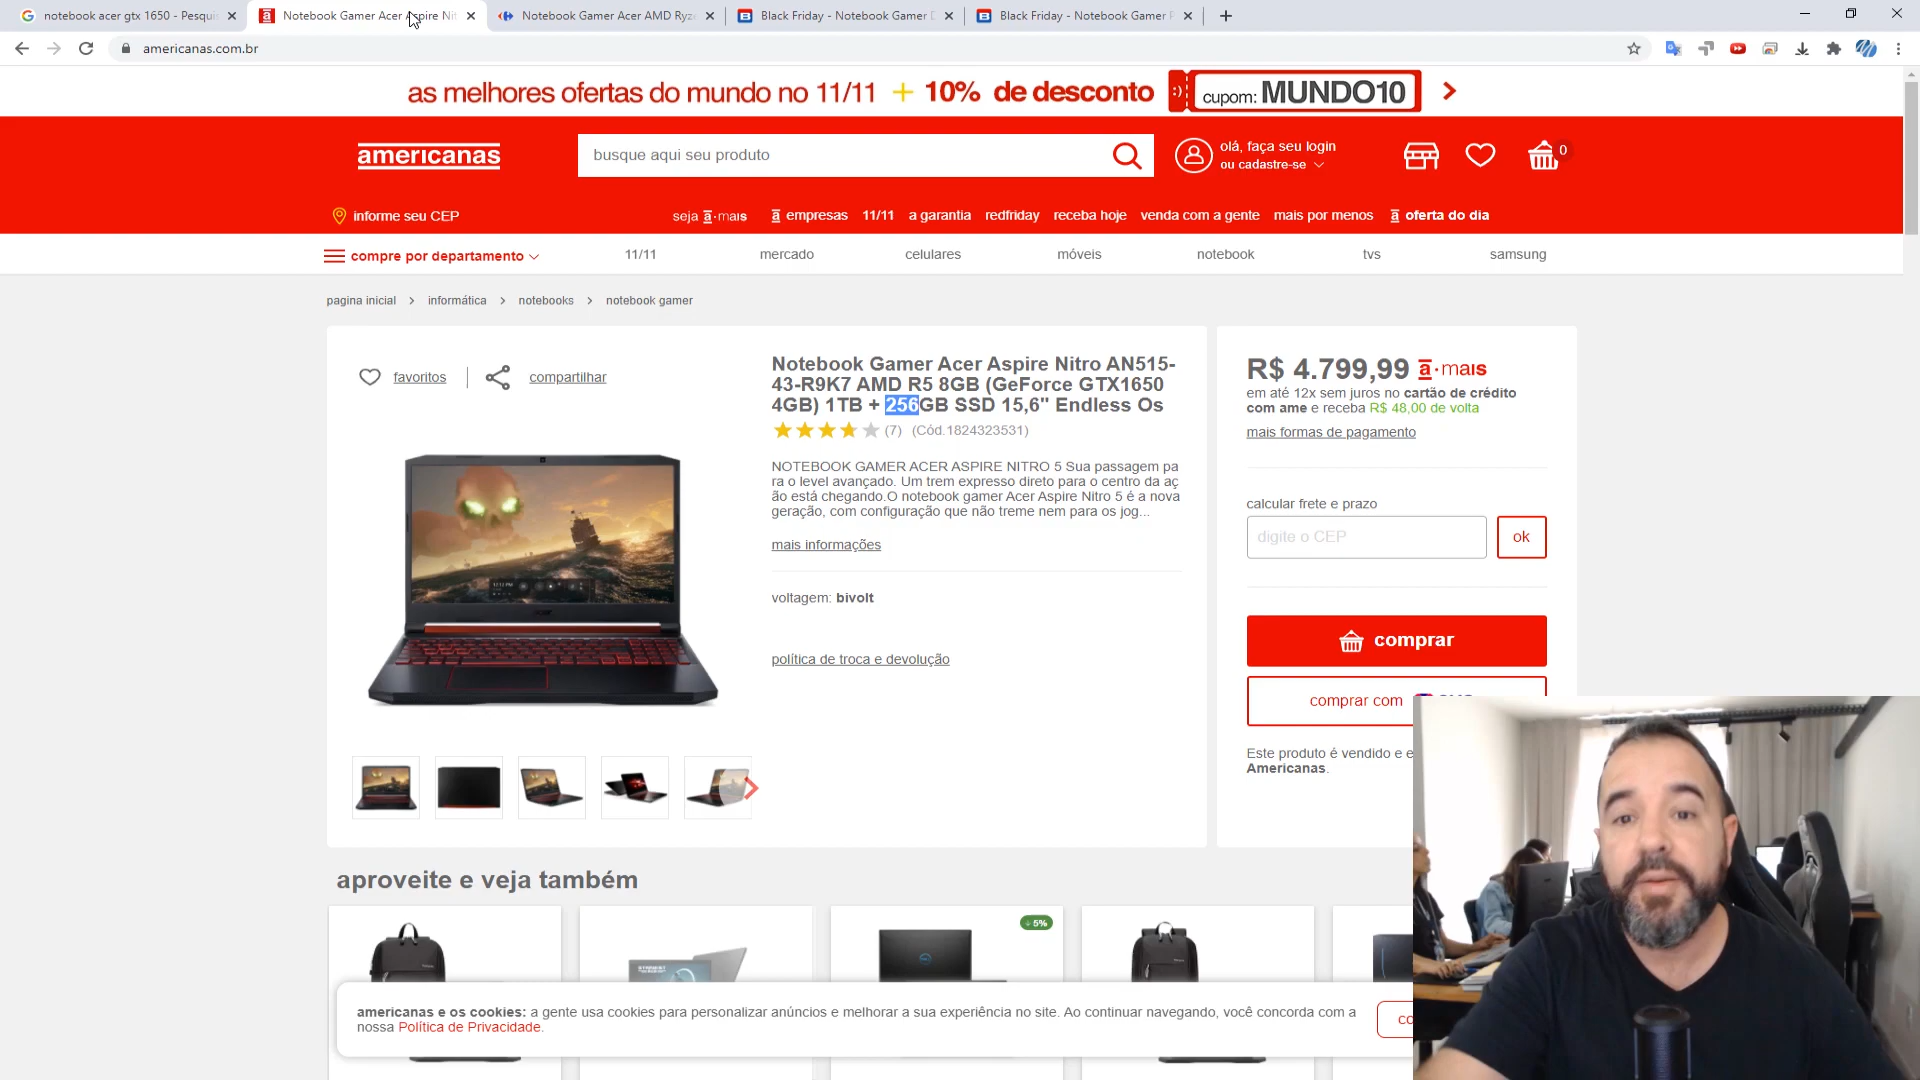 notebook acer gtx 1650 - Pesqui
Notebook Gamer Acer Aspire Nit
Notebook Gamer Acer AMD Ryze
Black Friday - Notebook Gamer D
Black Friday - Notebook Gamer P
americanas.com.br
as melhores ofertas do mundo no 11/11 + 10% de desconto cupom: MUNDO10
americanas
busque aqui seu produto
olá, faça seu login
ou cadastre-se
0
informe seu CEP
seja a·mais
a empresas
11/11
a garantia
redfriday
receba hoje
venda com a gente
mais por menos
a oferta do dia
compre por departamento
11/11
mercado
celulares
móveis
notebook
tvs
samsung
pagina inicial > informática > notebooks > notebook gamer
favoritos
compartilhar
Notebook Gamer Acer Aspire Nitro AN515-
43-R9K7 AMD R5 8GB (GeForce GTX1650
4GB) 1TB + 256GB SSD 15,6" Endless Os
(7) (Cód.1824323531)
NOTEBOOK GAMER ACER ASPIRE NITRO 5 Sua passagem pa
ra o level avançado. Um trem expresso direto para o centro da aç
ão está chegando.O notebook gamer Acer Aspire Nitro 5 é a nova
geração, com configuração que não treme nem para os jog...
mais informações
voltagem: bivolt
política de troca e devolução
R$ 4.799,99 a·mais
em até 12x sem juros no cartão de crédito
com ame e receba R$ 48,00 de volta
mais formas de pagamento
calcular frete e prazo
digite o CEP
ok
comprar
comprar com
Este produto é vendido e e
Americanas.
aproveite e veja também
5%
americanas e os cookies: a gente usa cookies para personalizar anúncios e melhorar a sua experiência no site. Ao continuar navegando, você concorda com a
nossa Política de Privacidade.
co